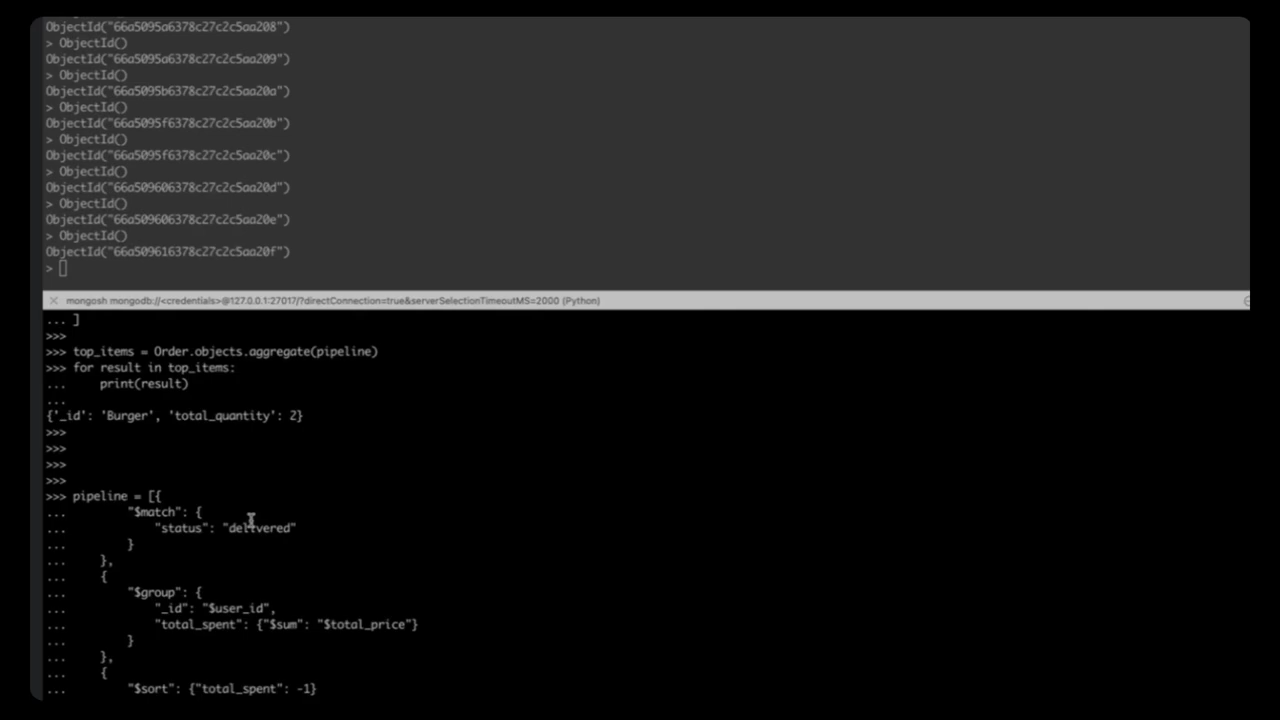 ObjectId("66a5095a6378c27c2c5aa208")
> ObjectId()
ObjectId("66a5095a6378c27c2c5aa209")
> ObjectId()
ObjectId("66a5095b6378c27c2c5aa20a")
> ObjectId()
ObjectId("66a5095f6378c27c2c5aa20b")
> ObjectId()
ObjectId("66a5095f6378c27c2c5aa20c")
> ObjectId()
ObjectId("66a509606378c27c2c5aa20d")
> ObjectId()
ObjectId("66a509606378c27c2c5aa20e")
> ObjectId()
ObjectId("66a509616378c27c2c5aa20f")
>
mongosh mongodb://<credentials>@127.0.0.1:27017/?directConnection=true&serverSelectionTimeoutMS=2000 (Python)
... ]
>>>
>>> top_items = Order.objects.aggregate(pipeline)
>>> for result in top_items:
...     print(result)
...
{'_id': 'Burger', 'total_quantity': 2}
>>>
>>>
>>>
>>>
>>> pipeline = [{
...         "$match": {
...             "status": "delivered"
...         }
...     },
...     {
...         "$group": {
...             "_id": "$user_id",
...             "total_spent": {"$sum": "$total_price"}
...         }
...     },
...     {
...         "$sort": {"total_spent": -1}